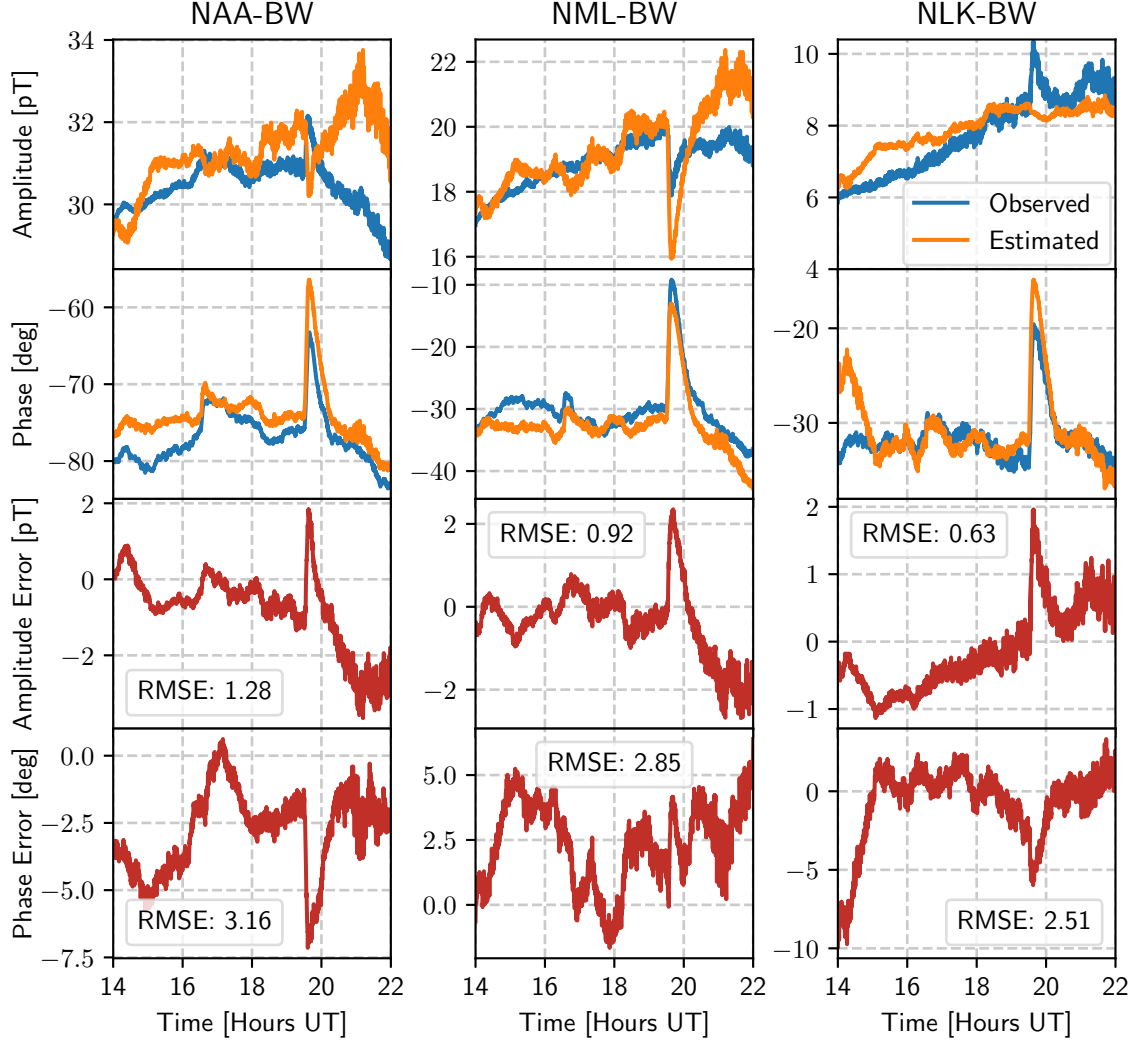 NAA-BW NML-BW NLK-BW
Amplitude [pT]
34
32
30
22
20
18
16
10
8
6
4
Observed
Estimated
Phase [deg]
−60
−70
−80
−10
−20
−30
−40
−20
−30
Amplitude Error [pT]
2
0
−2
RMSE: 1.28
2
0
−2
RMSE: 0.92
2
1
0
−1
RMSE: 0.63
Phase Error [deg]
0.0
−2.5
−5.0
−7.5
RMSE: 3.16
5.0
2.5
0.0
RMSE: 2.85
0
−5
−10
RMSE: 2.51
14 16 18 20 22 14 16 18 20 22 14 16 18 20 22
Time [Hours UT] Time [Hours UT] Time [Hours UT]